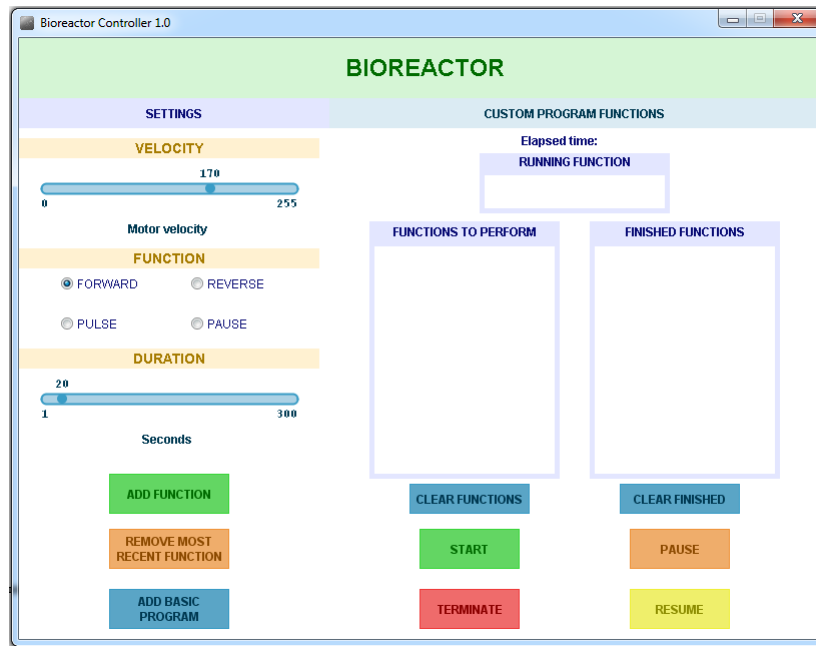 Bioreactor Controller 1.0
BIOREACTOR
SETTINGS
VELOCITY
170
0 255
Motor velocity
FUNCTION
FORWARD REVERSE
PULSE PAUSE
DURATION
20
1 300
Seconds
ADD FUNCTION
REMOVE MOST
RECENT FUNCTION
ADD BASIC
PROGRAM
CUSTOM PROGRAM FUNCTIONS
Elapsed time:
RUNNING FUNCTION
FUNCTIONS TO PERFORM
FINISHED FUNCTIONS
CLEAR FUNCTIONS
CLEAR FINISHED
START
PAUSE
TERMINATE
RESUME